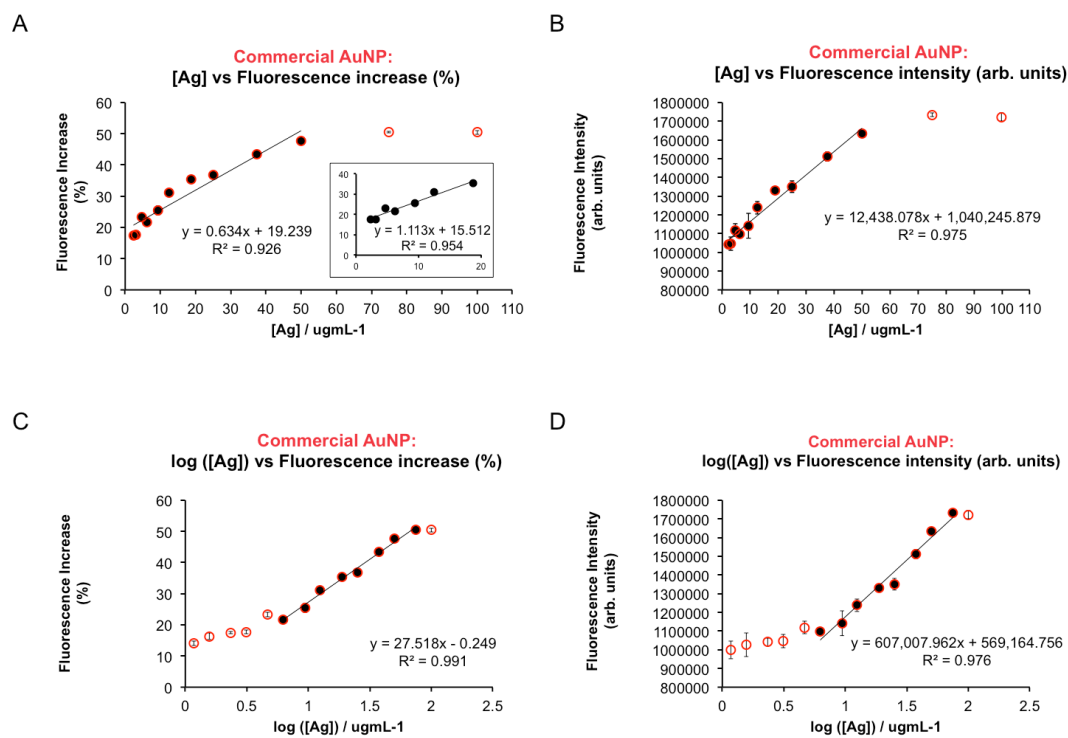 A
Commercial AuNP:
[Ag] vs Fluorescence increase (%)
Fluorescence Increase
(%)
60
50
40
30
20
10
0
y = 0.634x + 19.239
R² = 0.926
40
30
20
10
0
y = 1.113x + 15.512
R² = 0.954
0 10 20
0 10 20 30 40 50 60 70 80 90 100 110
[Ag] / ugmL-1
B
Commercial AuNP:
[Ag] vs Fluorescence intensity (arb. units)
Fluorescence Intensity
(arb. units)
1800000
1700000
1600000
1500000
1400000
1300000
1200000
1100000
1000000
900000
800000
y = 12,438.078x + 1,040,245.879
R² = 0.975
0 10 20 30 40 50 60 70 80 90 100 110
[Ag] / ugmL-1
C
Commercial AuNP:
log ([Ag]) vs Fluorescence increase (%)
Fluorescence Increase
(%)
60
50
40
30
20
10
0
y = 27.518x - 0.249
R² = 0.991
0 0.5 1 1.5 2 2.5
log ([Ag]) / ugmL-1
D
Commercial AuNP:
log([Ag]) vs Fluorescence intensity (arb. units)
Fluorescence Intensity
(arb. units)
1800000
1700000
1600000
1500000
1400000
1300000
1200000
1100000
1000000
900000
800000
y = 607,007.962x + 569,164.756
R² = 0.976
0 0.5 1 1.5 2 2.5
log ([Ag]) / ugmL-1